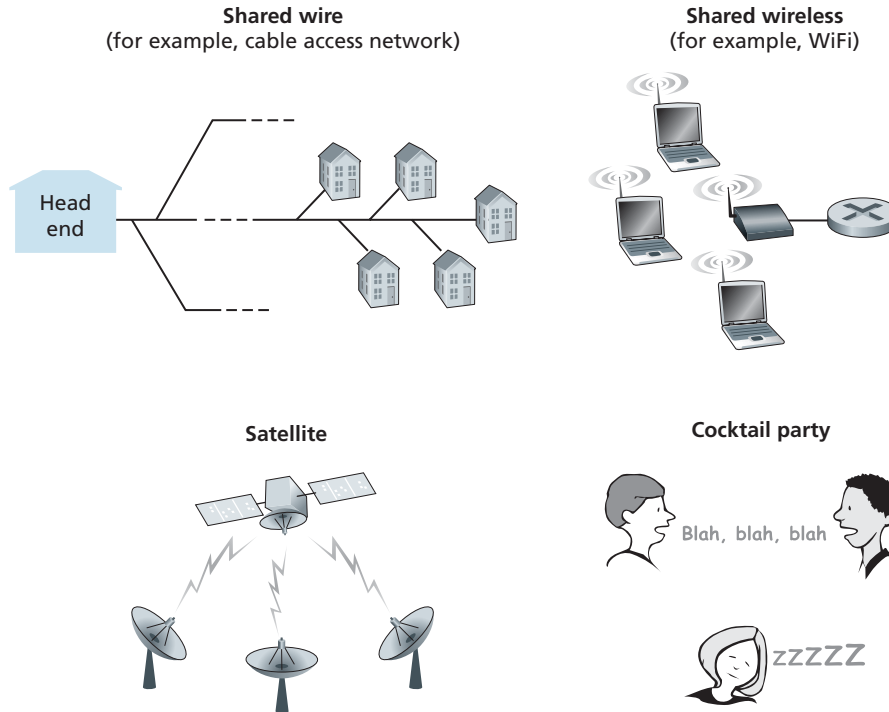 Shared wire
(for example, cable access network)
Head
end
Shared wireless
(for example, WiFi)
Satellite
Cocktail party
Blah, blah, blah
zzzzz